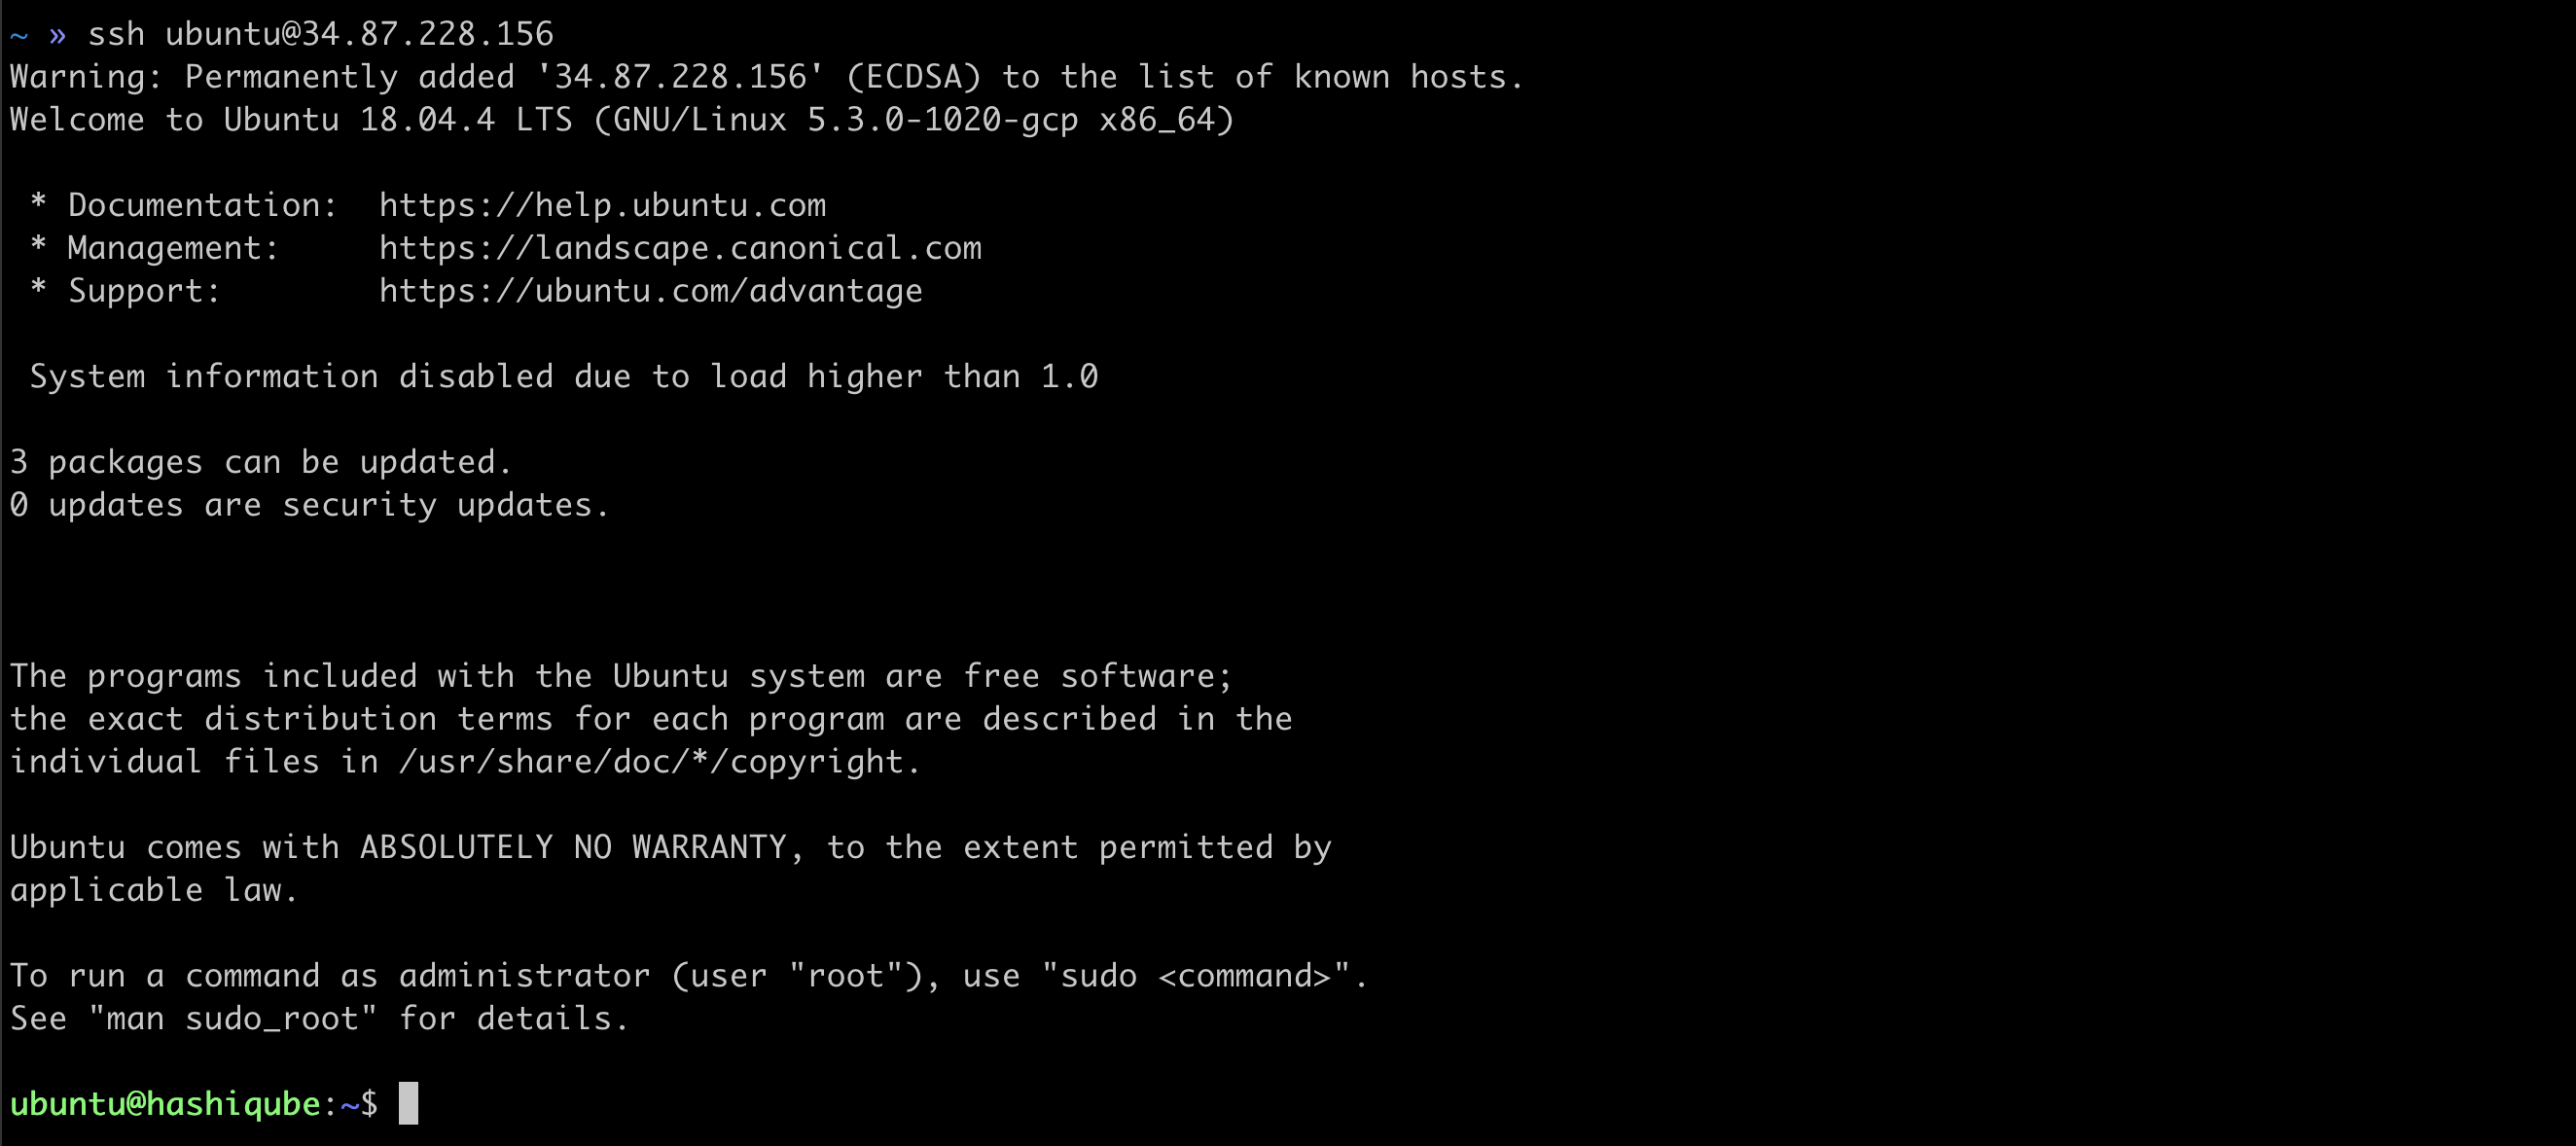 ~ » ssh ubuntu@34.87.228.156
Warning: Permanently added '34.87.228.156' (ECDSA) to the list of known hosts.
Welcome to Ubuntu 18.04.4 LTS (GNU/Linux 5.3.0-1020-gcp x86_64)
* Documentation:  https://help.ubuntu.com
* Management:     https://landscape.canonical.com
* Support:        https://ubuntu.com/advantage
System information disabled due to load higher than 1.0
3 packages can be updated.
0 updates are security updates.
The programs included with the Ubuntu system are free software;
the exact distribution terms for each program are described in the
individual files in /usr/share/doc/*/copyright.
Ubuntu comes with ABSOLUTELY NO WARRANTY, to the extent permitted by
applicable law.
To run a command as administrator (user "root"), use "sudo <command>".
See "man sudo_root" for details.
ubuntu@hashiqube:~$